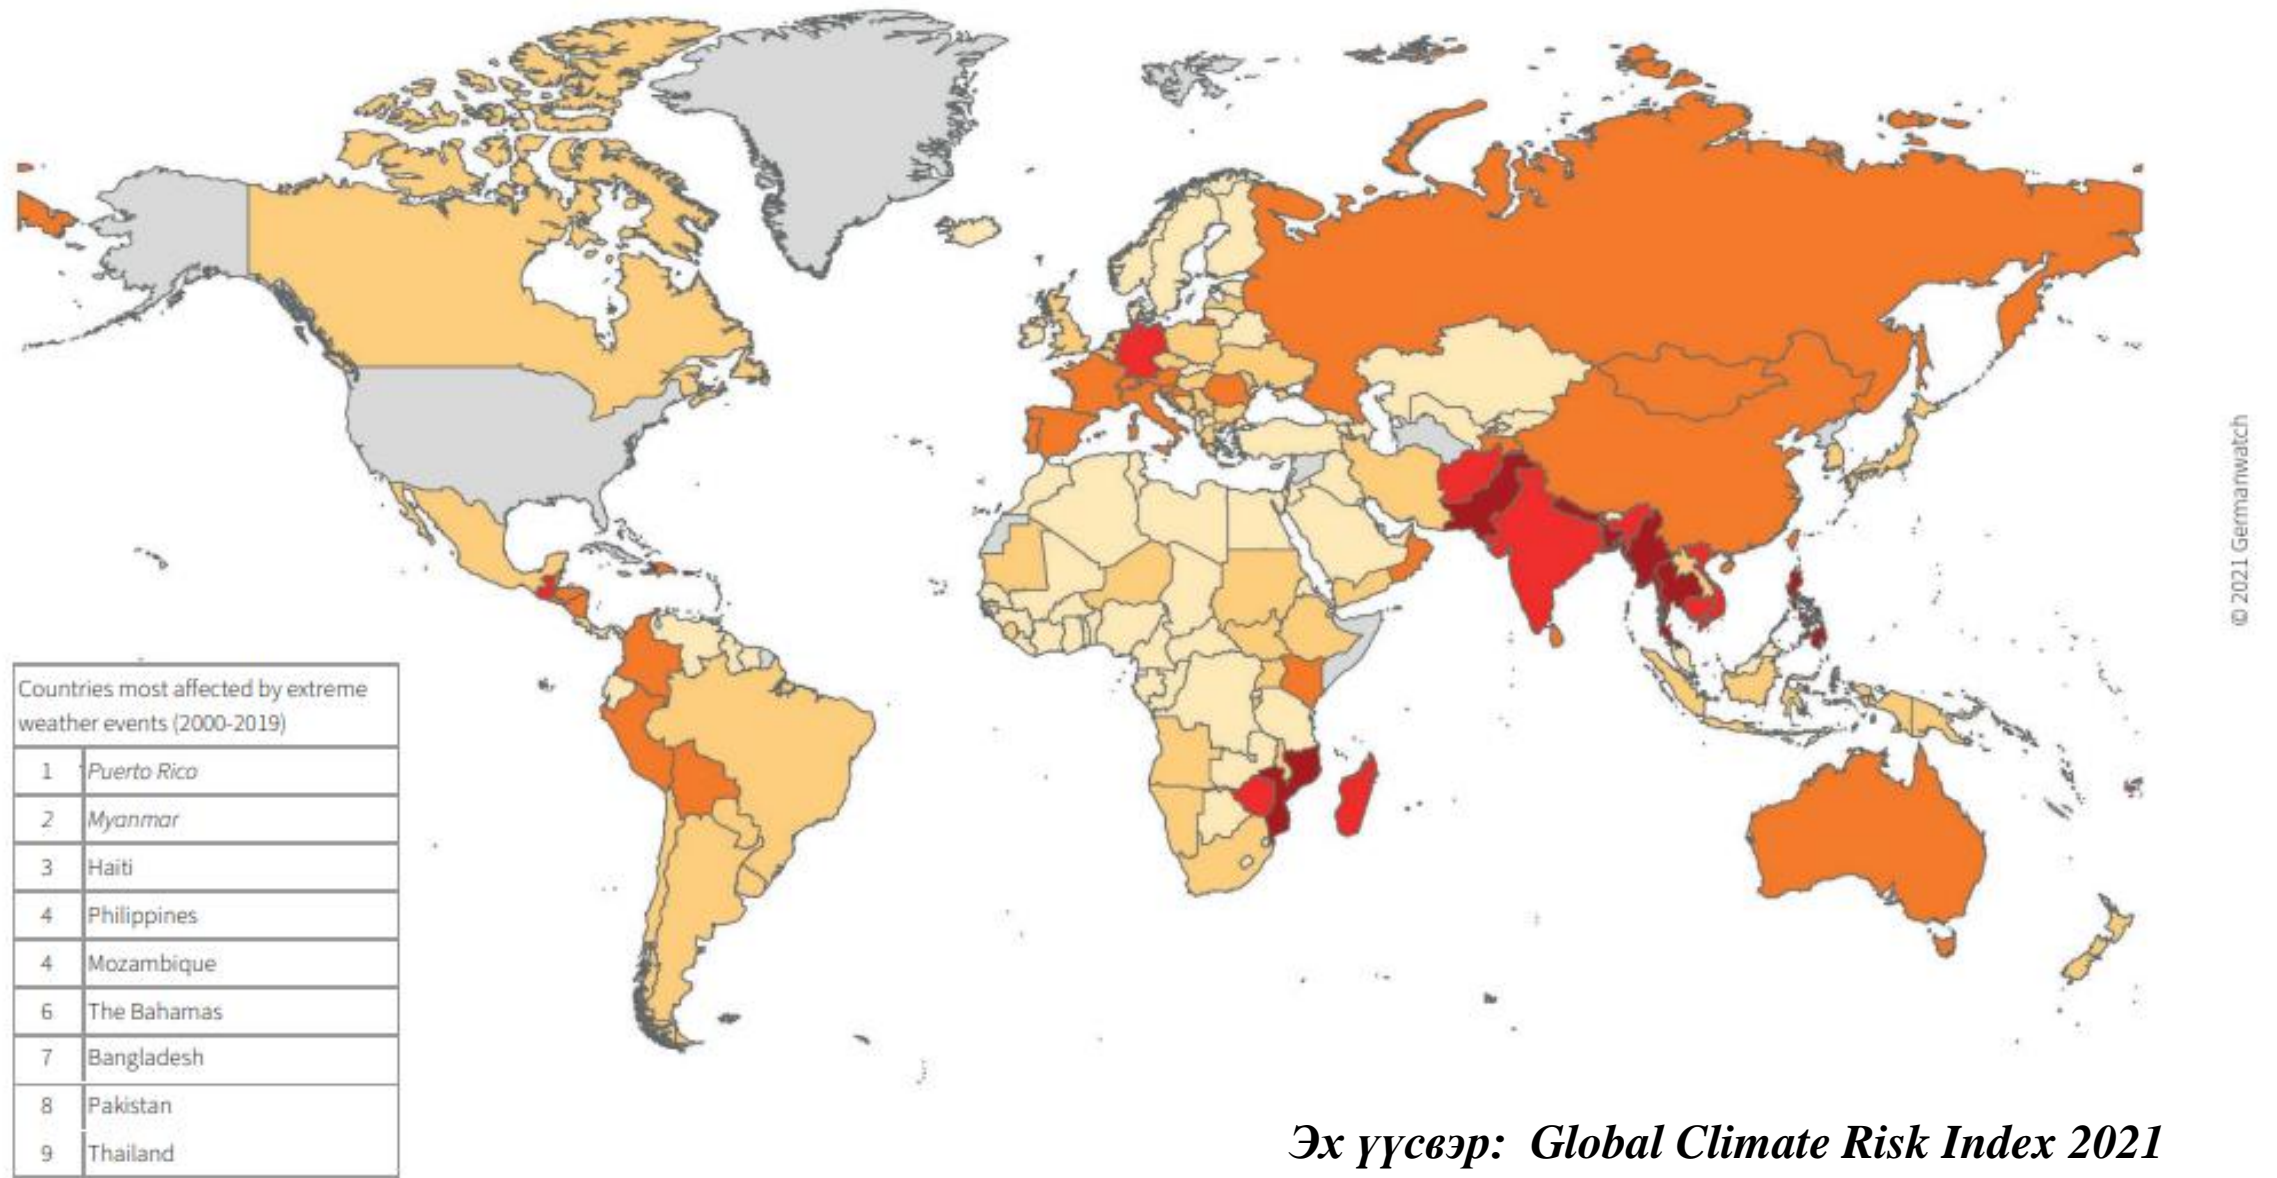 Countries most affected by extreme
weather events (2000-2019)
1 Puerto Rico
2 Myanmar
3 Haiti
4 Philippines
4 Mozambique
6 The Bahamas
7 Bangladesh
8 Pakistan
9 Thailand
© 2021 Germanwatch
Эх үүсвэр: Global Climate Risk Index 2021